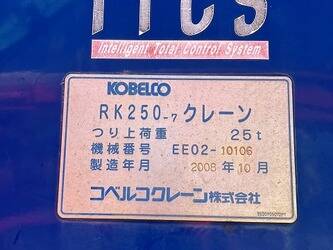 ITCS
Intelligent Total Control System
KOBELCO
RK250-7 クレーン
つり上荷重 25t
機械番号 EE02-10106
製造年月 2008年10月
コベルコクレーン株式会社